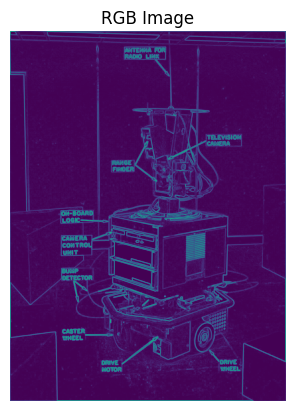 RGB Image
ANTENNA FOR
RADIO LINK
TELEVISION
CAMERA
RANGE
FINDER
ON-BOARD
LOGIC
CAMERA
CONTROL
UNIT
BUMP
DETECTOR
CASTER
WHEEL
DRIVE
MOTOR
DRIVE
WHEEL